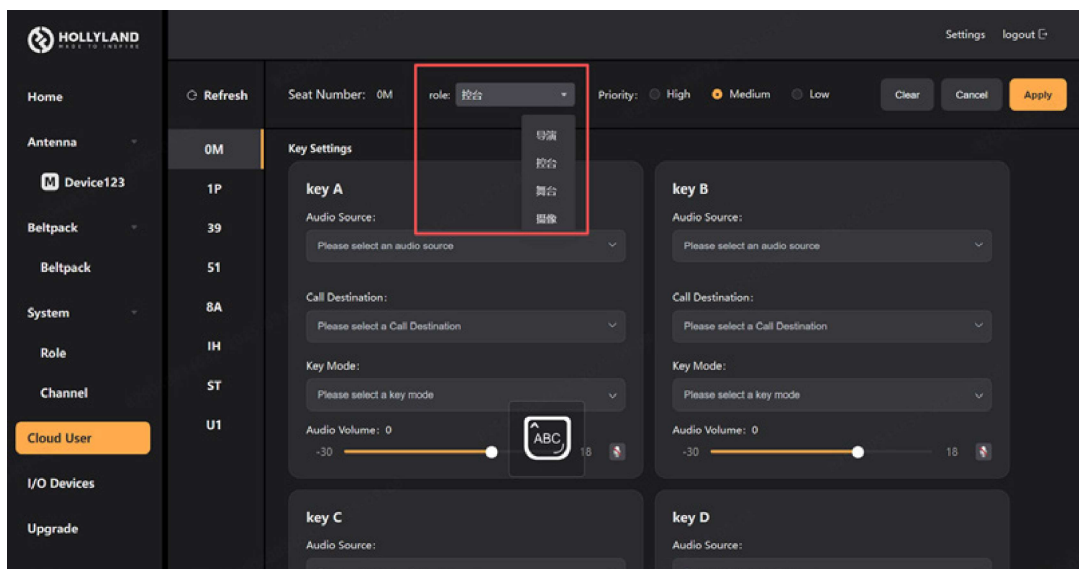 HOLLYLAND
MADE TO INSPIRE
Settings logout
Home
Antenna
M Device123
Beltpack
Beltpack
System
Role
Channel
Cloud User
I/O Devices
Upgrade
Refresh
0M
1P
39
51
8A
IH
ST
U1
Seat Number: 0M role: 控台 Priority: High Medium Low Clear Cancel Apply
导演
控台
舞台
摄像
Key Settings
key A
Audio Source:
Please select an audio source
Call Destination:
Please select a Call Destination
Key Mode:
Please select a key mode
Audio Volume: 0
-30 18
ABC
key B
Audio Source:
Please select an audio source
Call Destination:
Please select a Call Destination
Key Mode:
Please select a key mode
Audio Volume: 0
-30 18
key C
Audio Source:
key D
Audio Source: